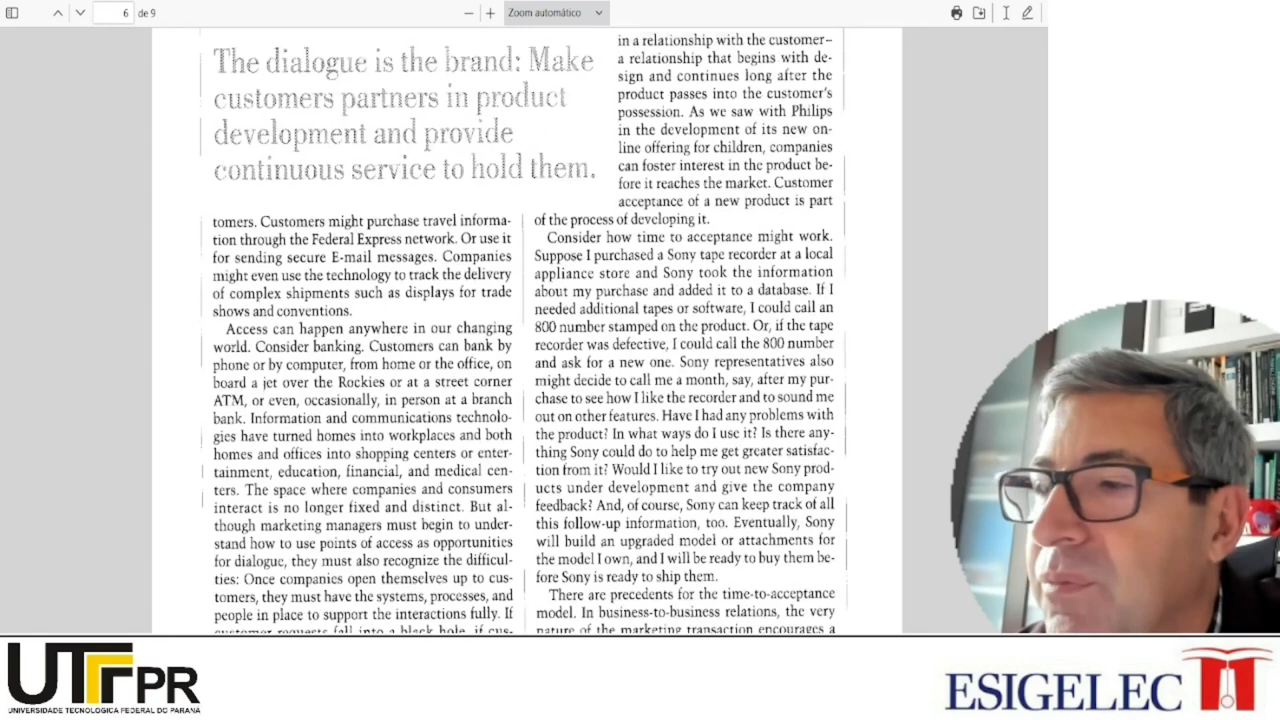 6 de 9
Zoom automático
The dialogue is the brand: Make
customers partners in product
development and provide
continuous service to hold them.
tomers. Customers might purchase travel informa-
tion through the Federal Express network. Or use it
for sending secure E-mail messages. Companies
might even use the technology to track the delivery
of complex shipments such as displays for trade
shows and conventions.
Access can happen anywhere in our changing
world. Consider banking. Customers can bank by
phone or by computer, from home or the office, on
board a jet over the Rockies or at a street corner
ATM, or even, occasionally, in person at a branch
bank. Information and communications technolo-
gies have turned homes into workplaces and both
homes and offices into shopping centers or enter-
tainment, education, financial, and medical cen-
ters. The space where companies and consumers
interact is no longer fixed and distinct. But al-
though marketing managers must begin to under-
stand how to use points of access as opportunities
for dialogue, they must also recognize the difficul-
ties: Once companies open themselves up to cus-
tomers, they must have the systems, processes, and
people in place to support the interactions fully. If
customer requests fall into a black hole, if cus-
in a relationship with the customer–
a relationship that begins with de-
sign and continues long after the
product passes into the customer's
possession. As we saw with Philips
in the development of its new on-
line offering for children, companies
can foster interest in the product be-
fore it reaches the market. Customer
acceptance of a new product is part
of the process of developing it.
Consider how time to acceptance might work.
Suppose I purchased a Sony tape recorder at a local
appliance store and Sony took the information
about my purchase and added it to a database. If I
needed additional tapes or software, I could call an
800 number stamped on the product. Or, if the tape
recorder was defective, I could call the 800 number
and ask for a new one. Sony representatives also
might decide to call me a month, say, after my pur-
chase to see how I like the recorder and to sound me
out on other features. Have I had any problems with
the product? In what ways do I use it? Is there any-
thing Sony could do to help me get greater satisfac-
tion from it? Would I like to try out new Sony prod-
ucts under development and give the company
feedback? And, of course, Sony can keep track of all
this follow-up information, too. Eventually, Sony
will build an upgraded model or attachments for
the model I own, and I will be ready to buy them be-
fore Sony is ready to ship them.
There are precedents for the time-to-acceptance
model. In business-to-business relations, the very
nature of the marketing transaction encourages a
UTFPR
UNIVERSIDADE TECNOLÓGICA FEDERAL DO PARANÁ
ESIGELEC